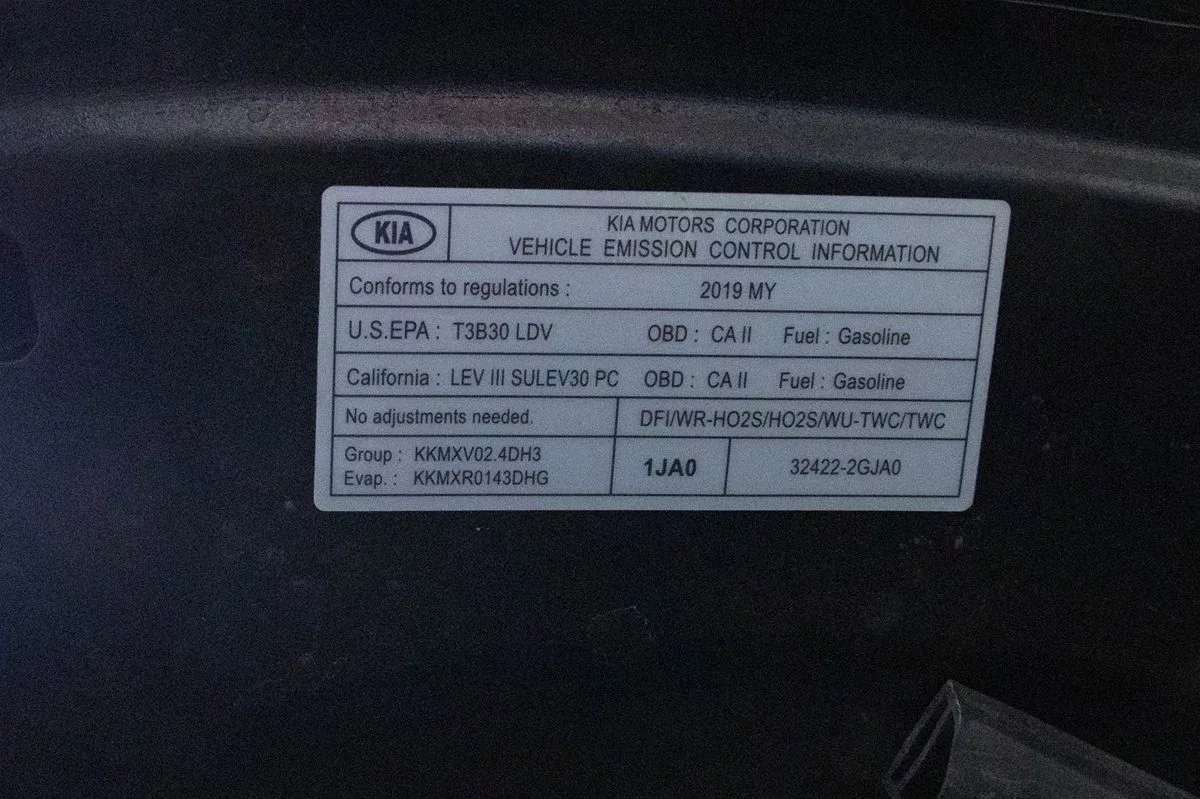 KIA
KIA MOTORS CORPORATION
VEHICLE EMISSION CONTROL INFORMATION
Conforms to regulations : 2019 MY
U.S.EPA : T3B30 LDV OBD : CA II Fuel : Gasoline
California : LEV III SULEV30 PC OBD : CA II Fuel : Gasoline
No adjustments needed. DFI/WR-HO2S/HO2S/WU-TWC/TWC
Group : KKMXV02.4DH3
Evap. : KKMXR0143DHG
1JA0
32422-2GJA0